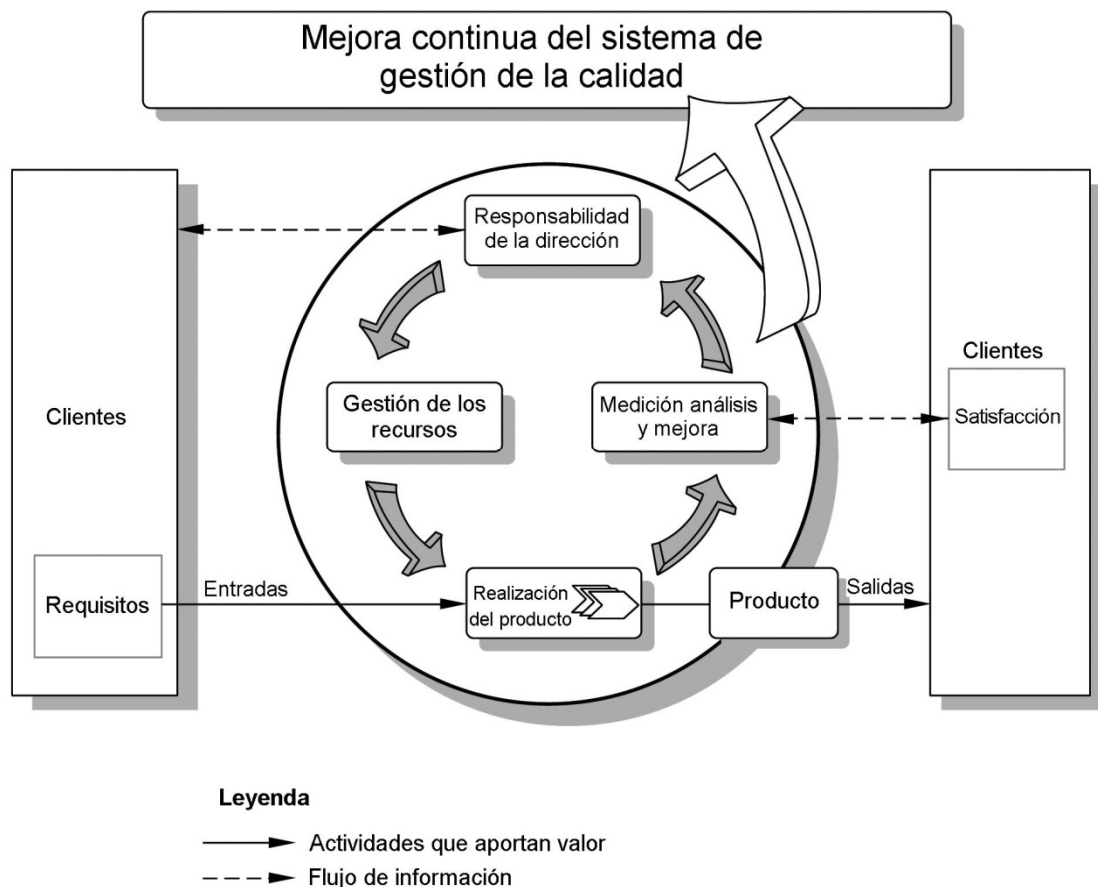 Mejora continua del sistema de
gestión de la calidad
Responsabilidad
de la dirección
Clientes
Gestión de los
recursos
Medición análisis
y mejora
Clientes
Satisfacción
Requisitos
Entradas
Realización
del producto
Producto
Salidas
Leyenda
Actividades que aportan valor
Flujo de información